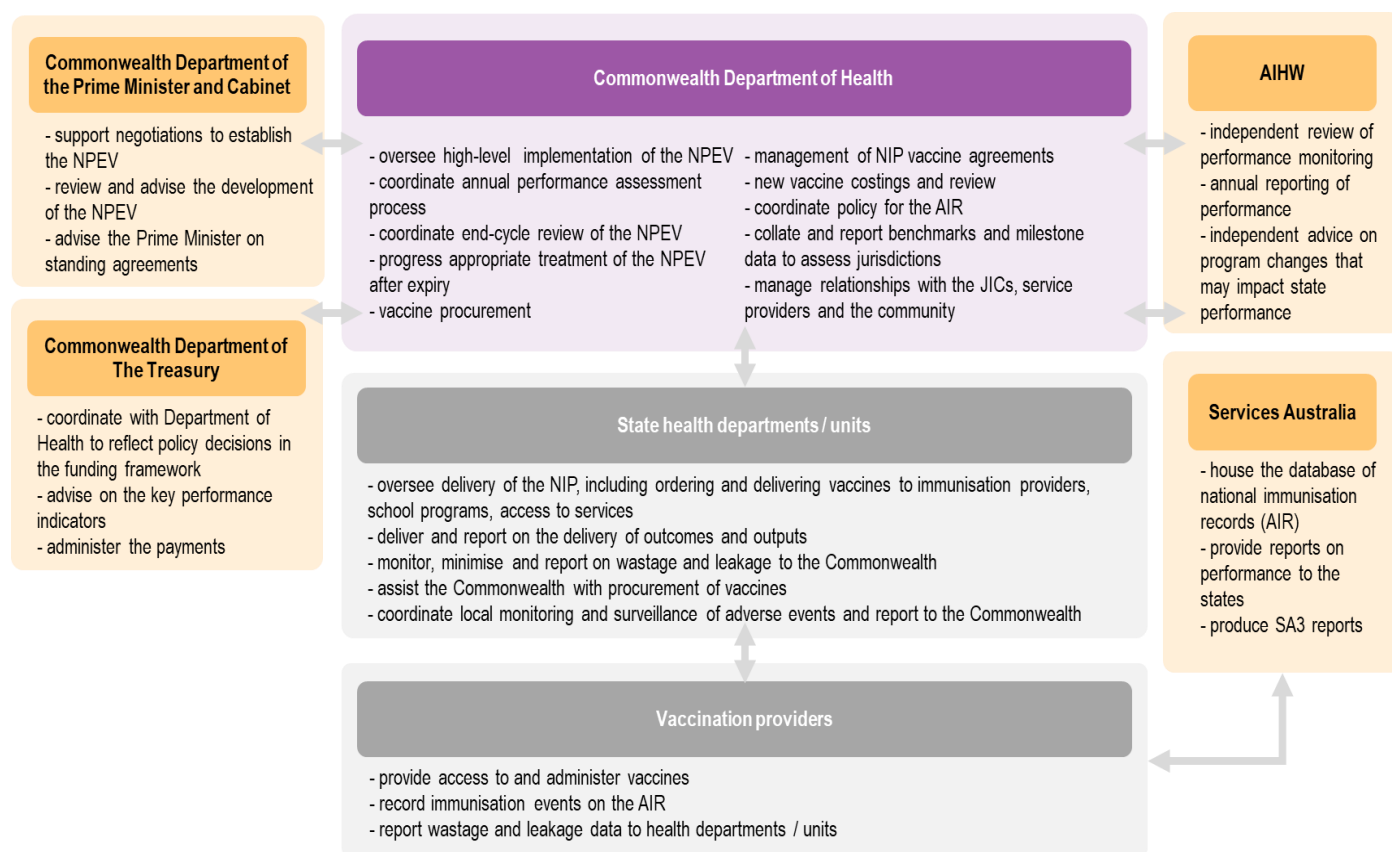 Commonwealth Department of
the Prime Minister and Cabinet
- support negotiations to establish
the NPEV
- review and advise the development
of the NPEV
- advise the Prime Minister on
standing agreements
Commonwealth Department of
The Treasury
- coordinate with Department of
Health to reflect policy decisions in
the funding framework
- advise on the key performance
indicators
- administer the payments
Commonwealth Department of Health
- oversee high-level implementation of the NPEV
- coordinate annual performance assessment
process
- coordinate end-cycle review of the NPEV
- progress appropriate treatment of the NPEV
after expiry
- vaccine procurement
- management of NIP vaccine agreements
- new vaccine costings and review
- coordinate policy for the AIR
- collate and report benchmarks and milestone
data to assess jurisdictions
- manage relationships with the JICs, service
providers and the community
State health departments / units
- oversee delivery of the NIP, including ordering and delivering vaccines to immunisation providers,
school programs, access to services
- deliver and report on the delivery of outcomes and outputs
- monitor, minimise and report on wastage and leakage to the Commonwealth
- assist the Commonwealth with procurement of vaccines
- coordinate local monitoring and surveillance of adverse events and report to the Commonwealth
Vaccination providers
- provide access to and administer vaccines
- record immunisation events on the AIR
- report wastage and leakage data to health departments / units
AIHW
- independent review of
performance monitoring
- annual reporting of
performance
- independent advice on
program changes that
may impact state
performance
Services Australia
- house the database of
national immunisation
records (AIR)
- provide reports on
performance to the
states
- produce SA3 reports